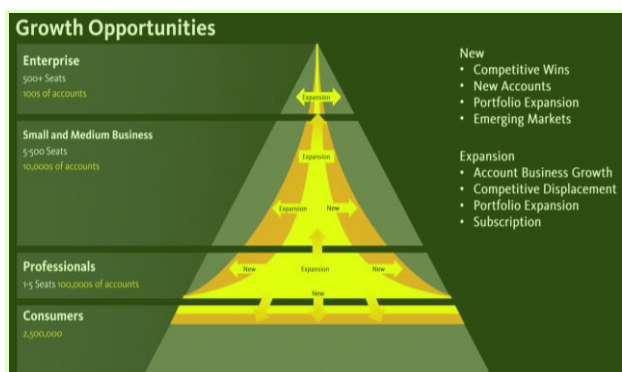 Growth Opportunities
Enterprise
500+ Seats
100s of accounts
Small and Medium Business
5-500 Seats
10,000s of accounts
Professionals
1-5 Seats 100,000s of accounts
Consumers
2,500,000
Expansion
Expansion
Expansion
New
New
Expansion
New
New
New
• Competitive Wins
• New Accounts
• Portfolio Expansion
• Emerging Markets
Expansion
• Account Business Growth
• Competitive Displacement
• Portfolio Expansion
• Subscription